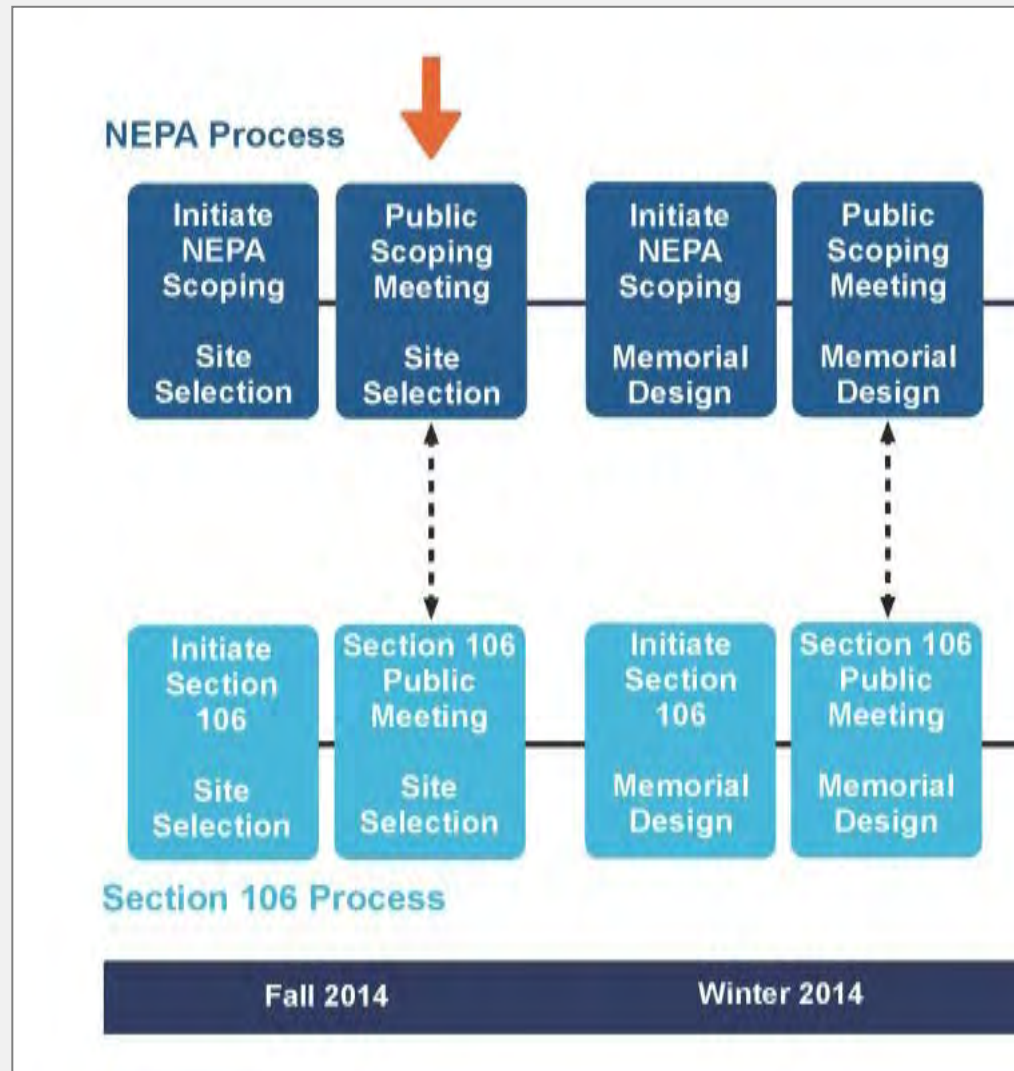 NEPA Process
Initiate
NEPA
Scoping
Site
Selection
Public
Scoping
Meeting
Site
Selection
Initiate
NEPA
Scoping
Memorial
Design
Public
Scoping
Meeting
Memorial
Design
Initiate
Section
106
Site
Selection
Section 106
Public
Meeting
Site
Selection
Initiate
Section
106
Memorial
Design
Section 106
Public
Meeting
Memorial
Design
Section 106 Process
Fall 2014
Winter 2014